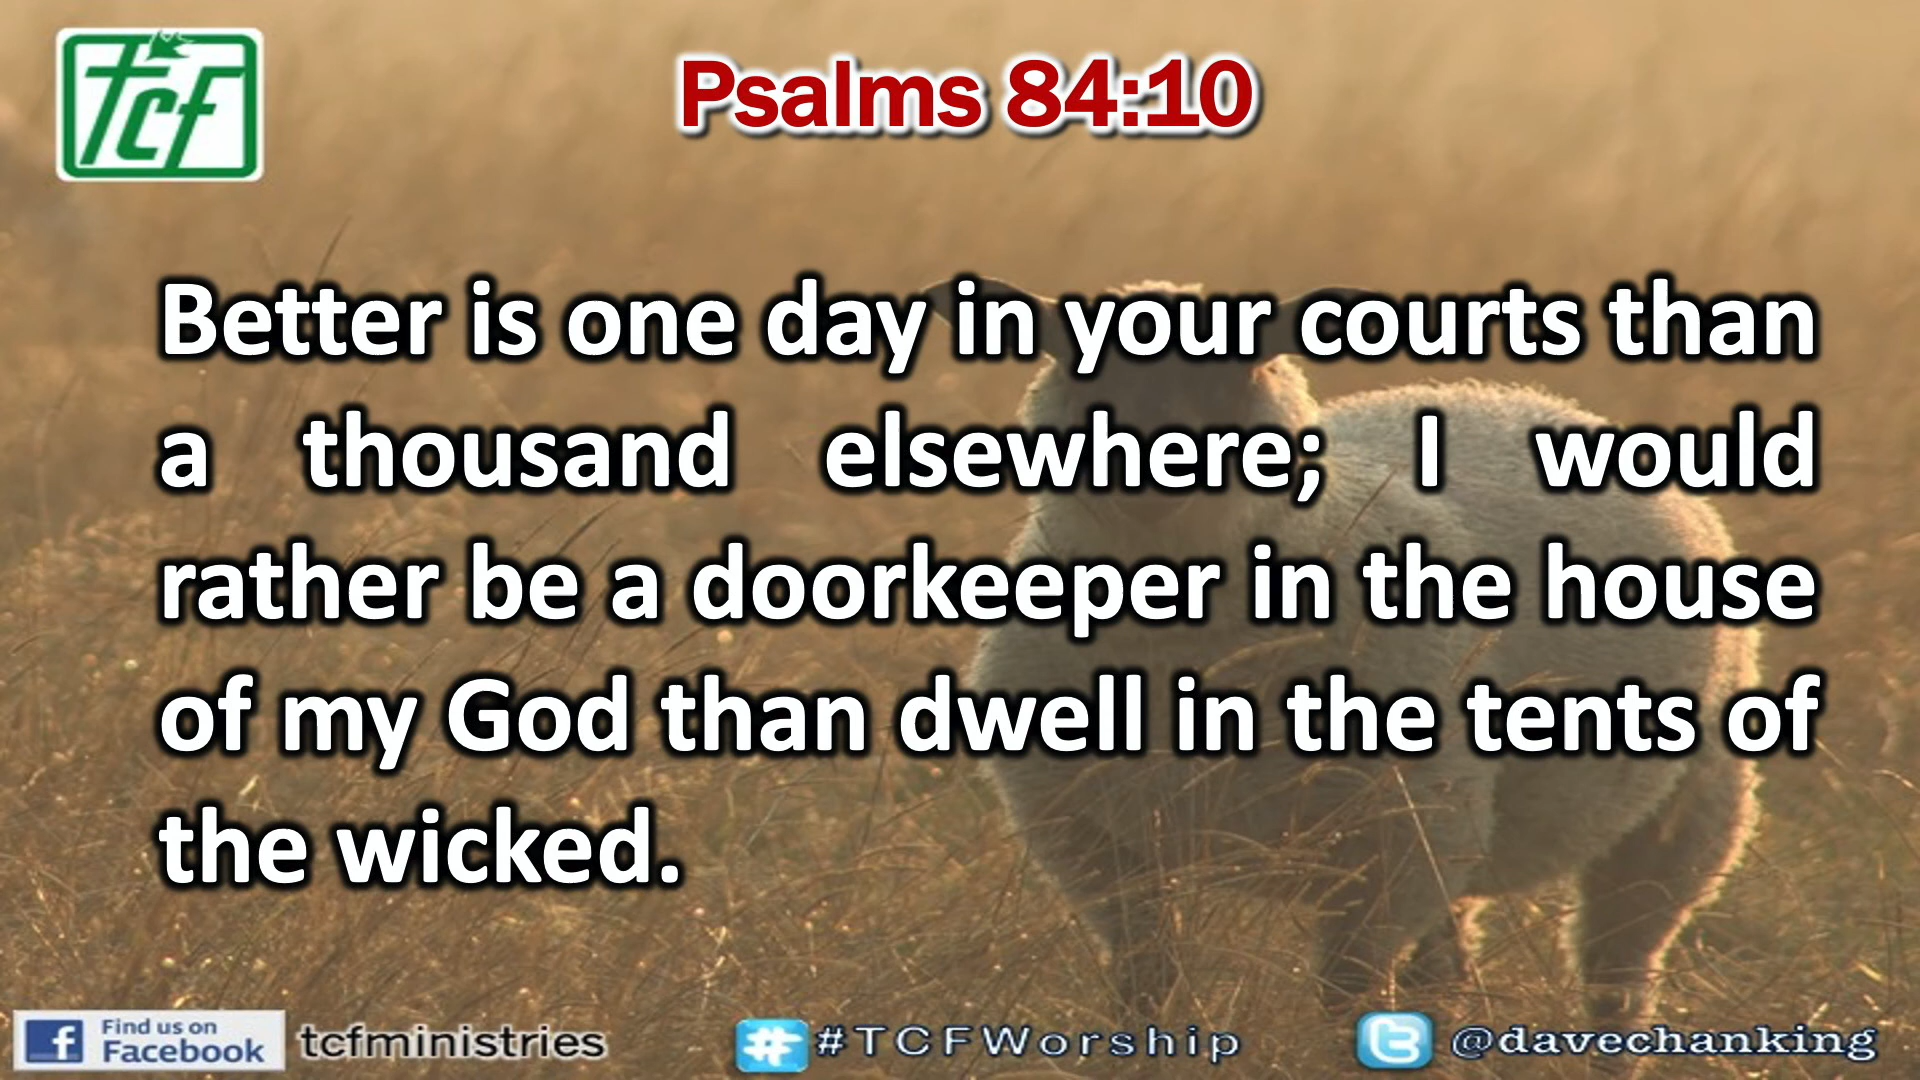 tcf
Psalms 84:10
Better is one day in your courts than
a thousand elsewhere; I would
rather be a doorkeeper in the house
of my God than dwell in the tents of
the wicked.
Find us on
Facebook
tcfministries
#TCFWorship
@davechanking